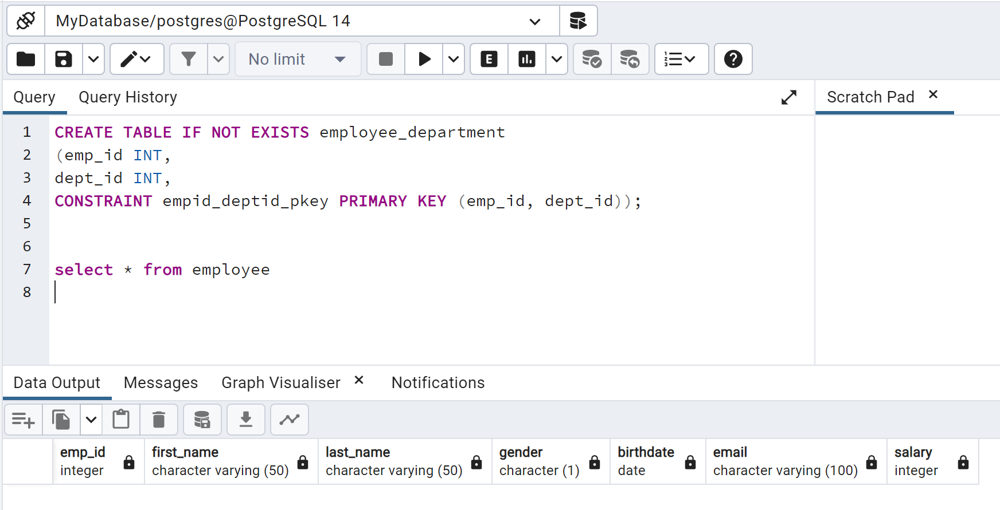 MyDatabase/postgres@PostgreSQL 14
No limit
E
Query
Query History
Scratch Pad
1 CREATE TABLE IF NOT EXISTS employee_department
2 (emp_id INT,
3 dept_id INT,
4 CONSTRAINT empid_deptid_pkey PRIMARY KEY (emp_id, dept_id));
5
6
7 select * from employee
8
Data Output
Messages
Graph Visualiser
Notifications
emp_id
integer
first_name
character varying (50)
last_name
character varying (50)
gender
character (1)
birthdate
date
email
character varying (100)
salary
integer